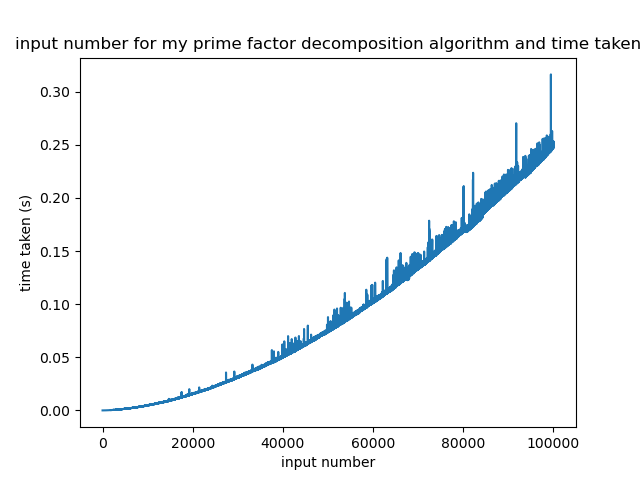 input number for my prime factor decomposition algorithm and time taken
0.30
0.25
0.20
0.15
0.10
0.05
0.00
time taken (s)
0 20000 40000 60000 80000 100000
input number